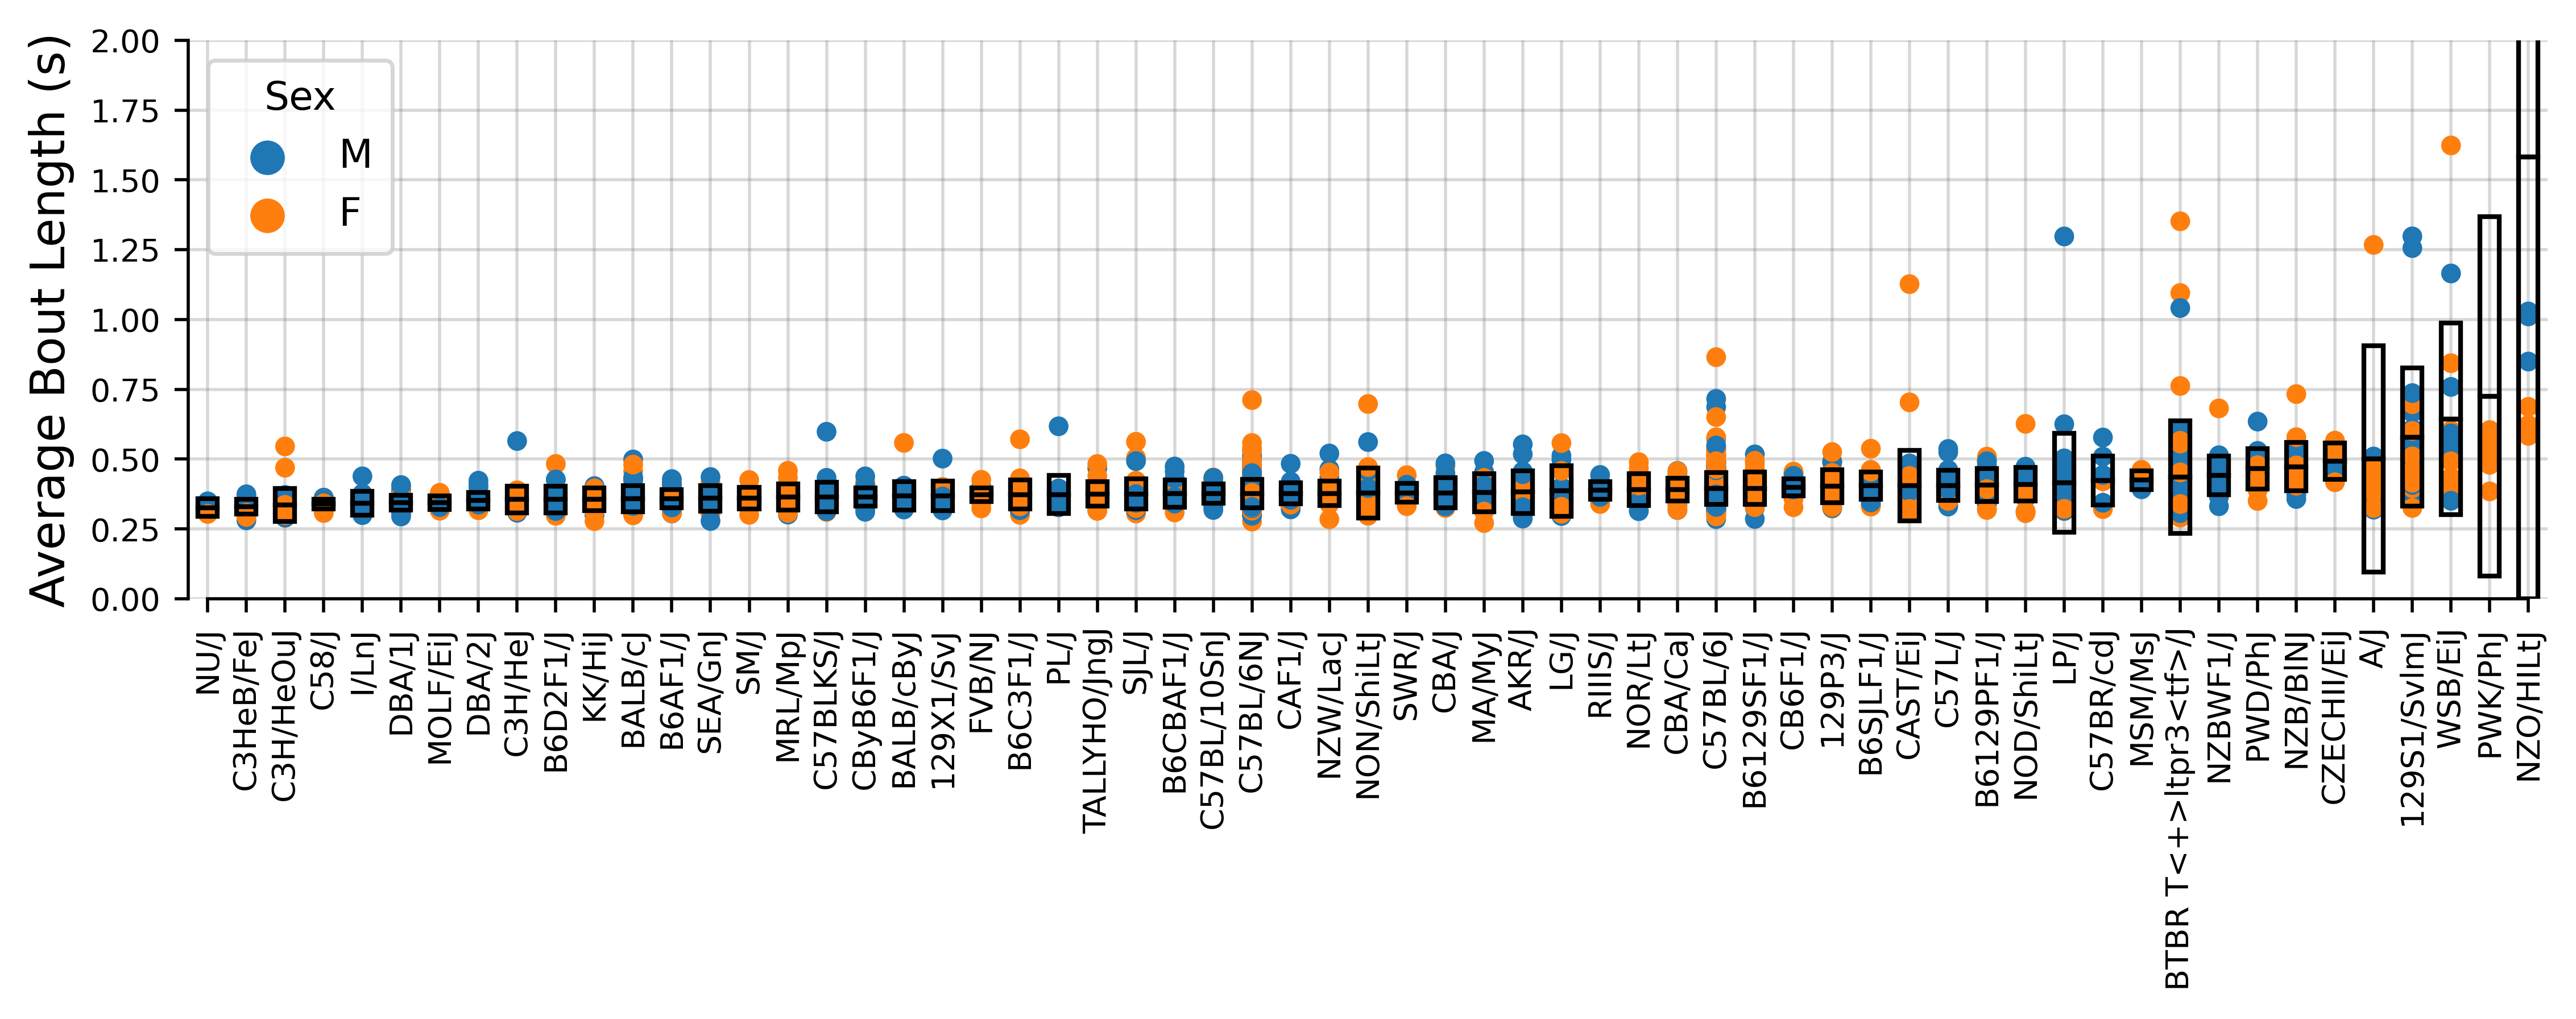 Average Bout Length (s)
2.00
1.75
1.50
1.25
1.00
0.75
0.50
0.25
0.00
Sex
M
F
NU/J
C3HeB/FeJ
C3H/HeOuJ
C58/J
I/LnJ
DBA/1J
MOLF/EiJ
DBA/2J
C3H/HeJ
B6D2F1/J
KK/HiJ
BALB/cJ
B6AF1/J
SEA/GnJ
SM/J
MRL/MpJ
C57BLKS/J
CByB6F1/J
BALB/cByJ
129X1/SvJ
FVB/NJ
B6C3F1/J
PL/J
TALLYHO/JngJ
SJL/J
B6CBAF1/J
C57BL/10SnJ
C57BL/6NJ
CAF1/J
NZW/LacJ
NON/ShiLtJ
SWR/J
CBA/J
MA/MyJ
AKR/J
LG/J
RIIIS/J
NOR/LtJ
CBA/CaJ
C57BL/6J
B6129SF1/J
CB6F1/J
129P3/J
B6SJLF1/J
CAST/EiJ
C57L/J
B6129PF1/J
NOD/ShiLtJ
LP/J
C57BR/cdJ
MSM/MsJ
BTBR T<+>ltpr3<tf>/J
NZBWF1/J
PWD/PhJ
NZB/BlNJ
CZECHII/EiJ
A/J
129S1/SvlmJ
WSB/EiJ
PWK/PhJ
NZO/HlLtJ